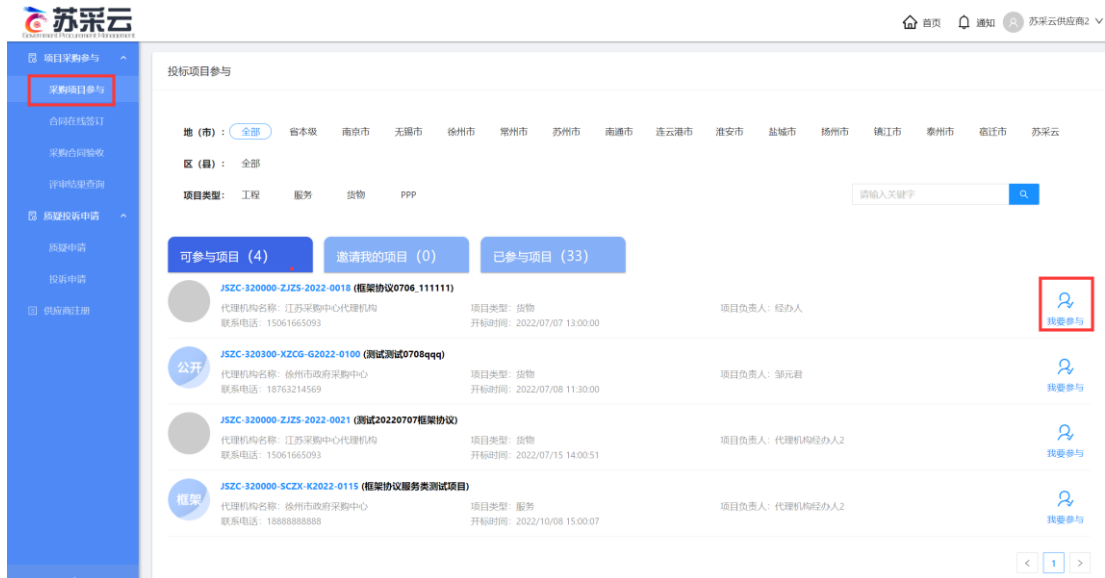 苏采云
Government Procurement Management
首页
通知
苏采云供应商2
项目采购参与
采购项目参与
合同在线签订
采购合同验收
评审结果查询
质疑投诉申请
质疑申请
投诉申请
供应商注册
投标项目参与
地（市）: 全部 省本级 南京市 无锡市 徐州市 常州市 苏州市 南通市 连云港市 淮安市 盐城市 扬州市 镇江市 泰州市 宿迁市 苏采云
区（县）: 全部
项目类型: 工程 服务 货物 PPP
请输入关键字
可参与项目（4） 邀请我的项目（0） 已参与项目（33）
JSZC-320000-ZJZS-2022-0018 (框架协议0706_111111)
代理机构名称: 江苏采购中心代理机构 项目类型: 货物 项目负责人: 经办人
联系电话: 15061665093 开标时间: 2022/07/07 13:00:00
我要参与
公开
JSZC-320300-XZCG-G2022-0100 (测试测试0708qqq)
代理机构名称: 徐州市政府采购中心 项目类型: 货物 项目负责人: 邹元君
联系电话: 18763214569 开标时间: 2022/07/08 11:30:00
我要参与
JSZC-320000-ZJZS-2022-0021 (测试20220707框架协议)
代理机构名称: 江苏采购中心代理机构 项目类型: 货物 项目负责人: 代理机构经办人2
联系电话: 15061665093 开标时间: 2022/07/15 14:00:51
我要参与
框架
JSZC-320000-SCZX-K2022-0115 (框架协议服务类测试项目)
代理机构名称: 徐州市政府采购中心 项目类型: 服务 项目负责人: 代理机构经办人2
联系电话: 18888888888 开标时间: 2022/10/08 15:00:07
我要参与
< 1 >